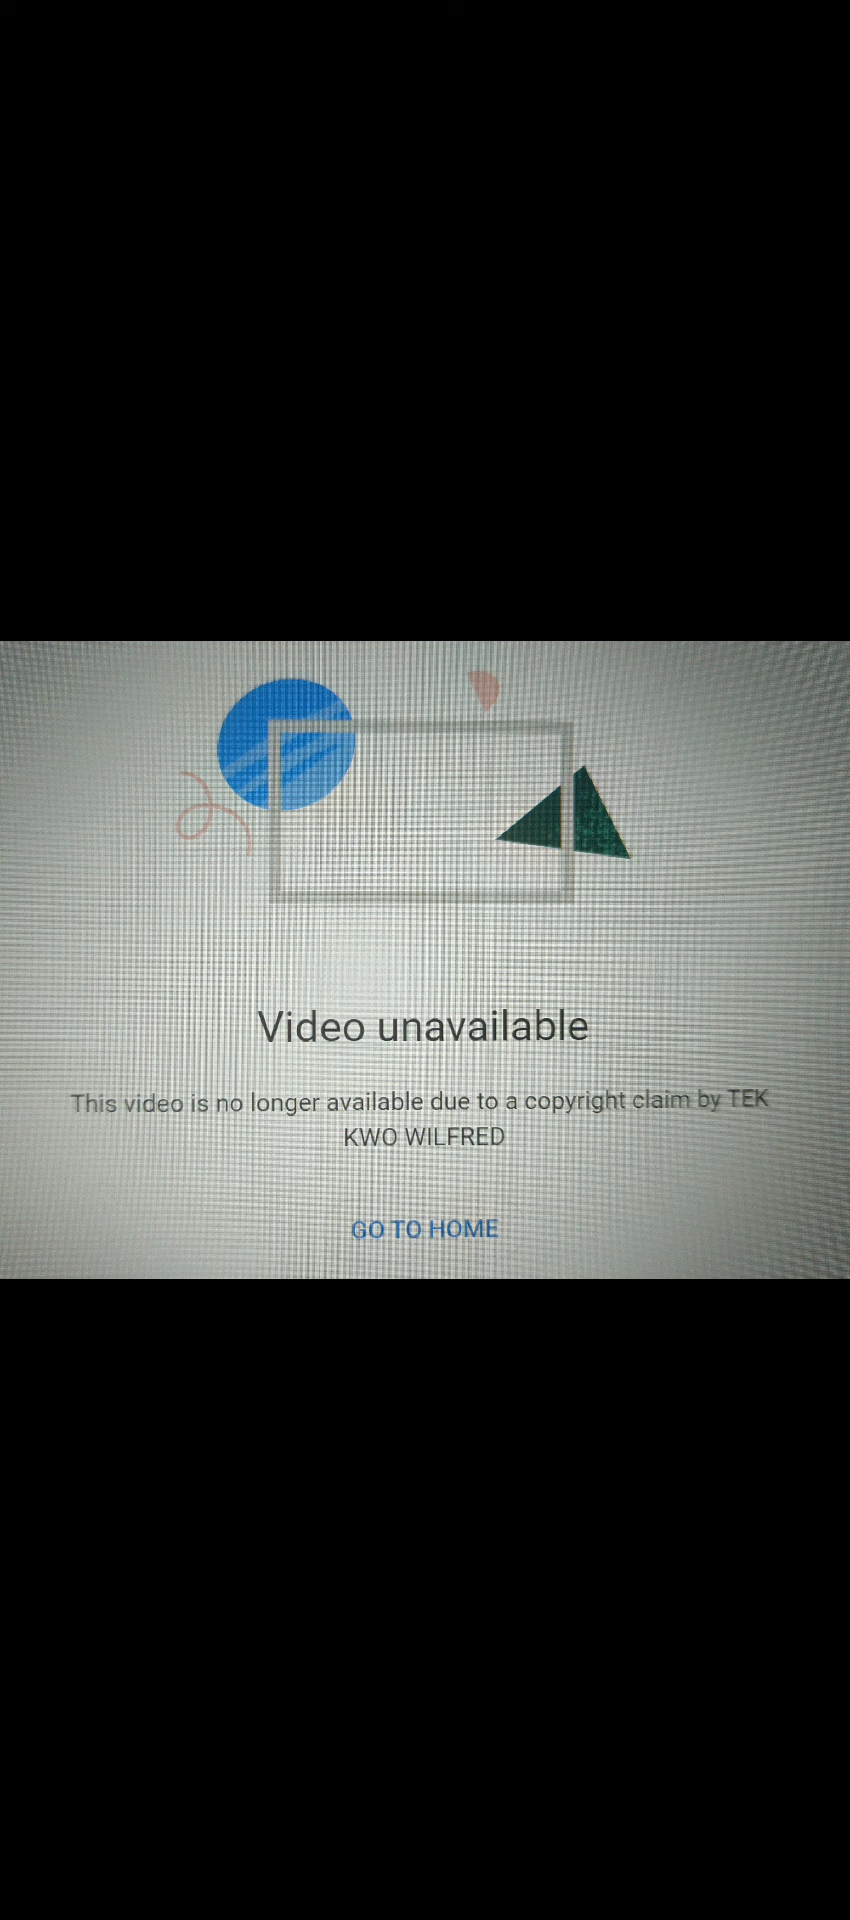 Video unavailable
This video is no longer available due to a copyright claim by TEK
KWO WILFRED
GO TO HOME